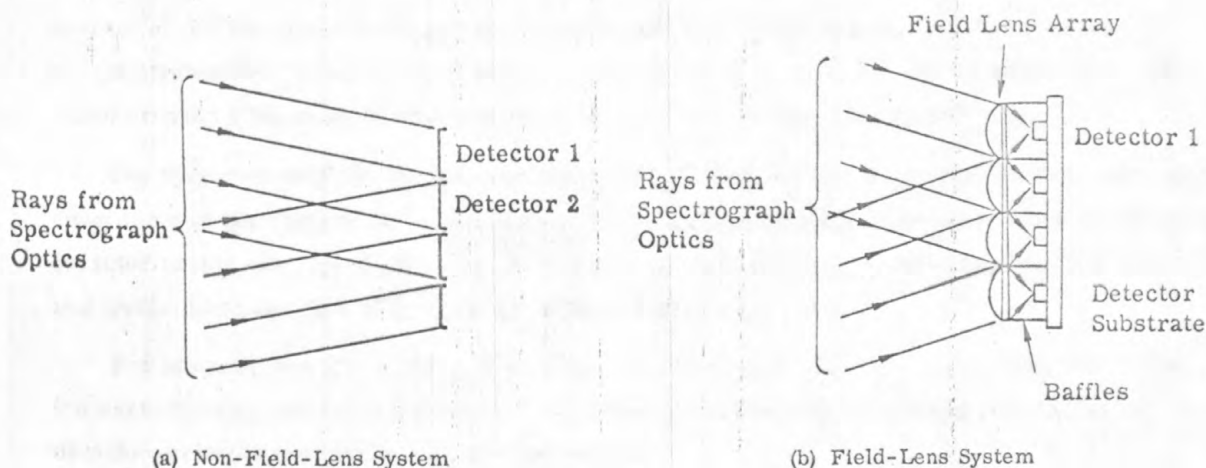 Rays from
Spectrograph
Optics
Detector 1
Detector 2
(a) Non-Field-Lens System
Field Lens Array
Rays from
Spectrograph
Optics
Detector 1
Detector
Substrate
Baffles
(b) Field-Lens System